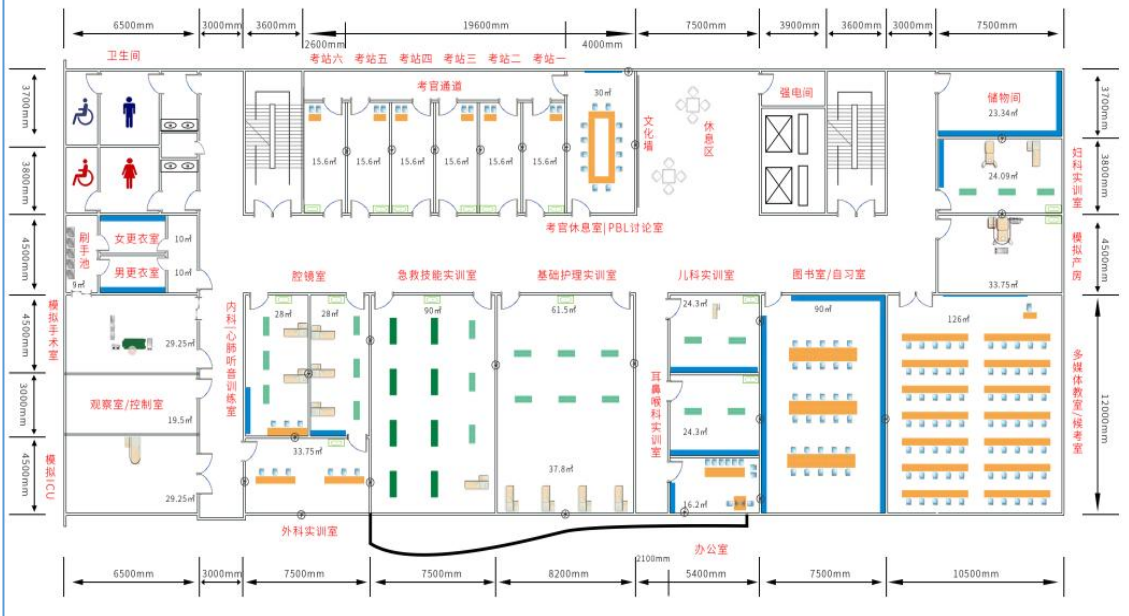 6500mm
3000mm
3600mm
19600mm
7500mm
3900mm
3600mm
3000mm
7500mm
2600mm
4000mm
卫生间
考站六
考站五
考站四
考站三
考站二
考站一
考官通道
30㎡
文化墙
休息区
强电间
储物间
23.34㎡
3700mm
3700mm
15.6㎡
15.6㎡
15.6㎡
15.6㎡
15.6㎡
15.6㎡
3800mm
24.09㎡
妇科实训室
3800mm
考官休息室|PBL讨论室
4500mm
刷手池
9㎡
女更衣室
10㎡
男更衣室
10㎡
模拟产房
33.75㎡
4500mm
腔镜室
急救技能实训室
基础护理实训室
儿科实训室
图书室/自习室
4500mm
模拟手术室
29.25㎡
内科|心肺听音训练室
28㎡
28㎡
90㎡
61.5㎡
24.3㎡
90㎡
126㎡
多媒体教室/候考室
12000mm
3000mm
观察室/控制室
19.5㎡
耳鼻喉科实训室
24.3㎡
4500mm
模拟ICU
29.25㎡
33.75㎡
37.8㎡
16.2㎡
外科实训室
办公室
2100mm
6500mm
3000mm
7500mm
7500mm
8200mm
5400mm
7500mm
10500mm